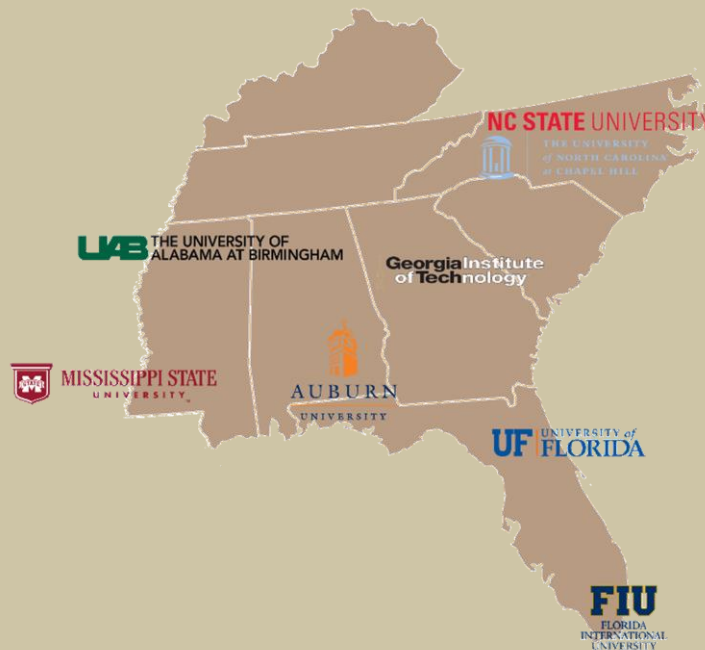 NC STATE UNIVERSITY
THE UNIVERSITY
of NORTH CAROLINA
at CHAPEL HILL
UAB THE UNIVERSITY OF
ALABAMA AT BIRMINGHAM
Georgia Institute
of Technology
MISSISSIPPI STATE
UNIVERSITY™
AUBURN
UNIVERSITY
UF UNIVERSITY of
FLORIDA
FIU
FLORIDA
INTERNATIONAL
UNIVERSITY